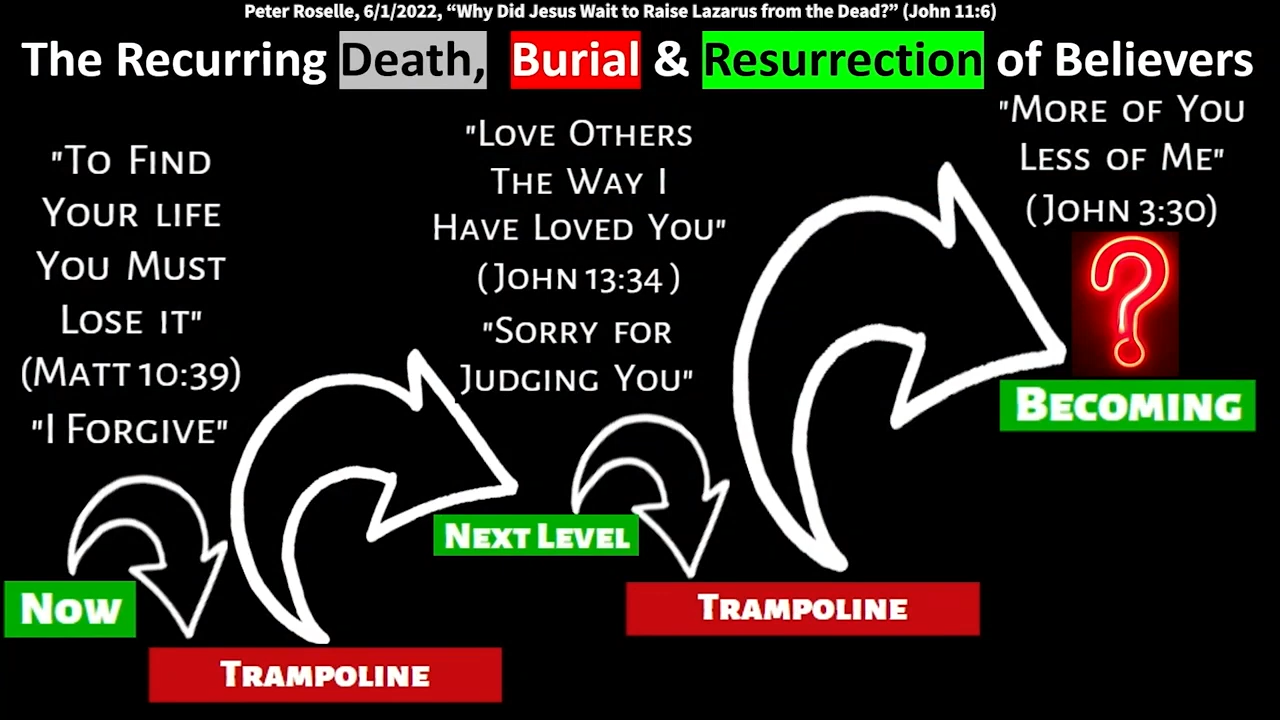 Peter Roselle, 6/1/2022, “Why Did Jesus Wait to Raise Lazarus from the Dead?” (John 11:6)
The Recurring Death, Burial & Resurrection of Believers
"To Find
Your life
You Must
Lose it"
(Matt 10:39)
"I Forgive"
"Love Others
The Way I
Have Loved You"
(John 13:34 )
"Sorry for
Judging You"
"More of You
Less of Me"
(John 3:30)
?
Becoming
Next Level
Now
Trampoline
Trampoline